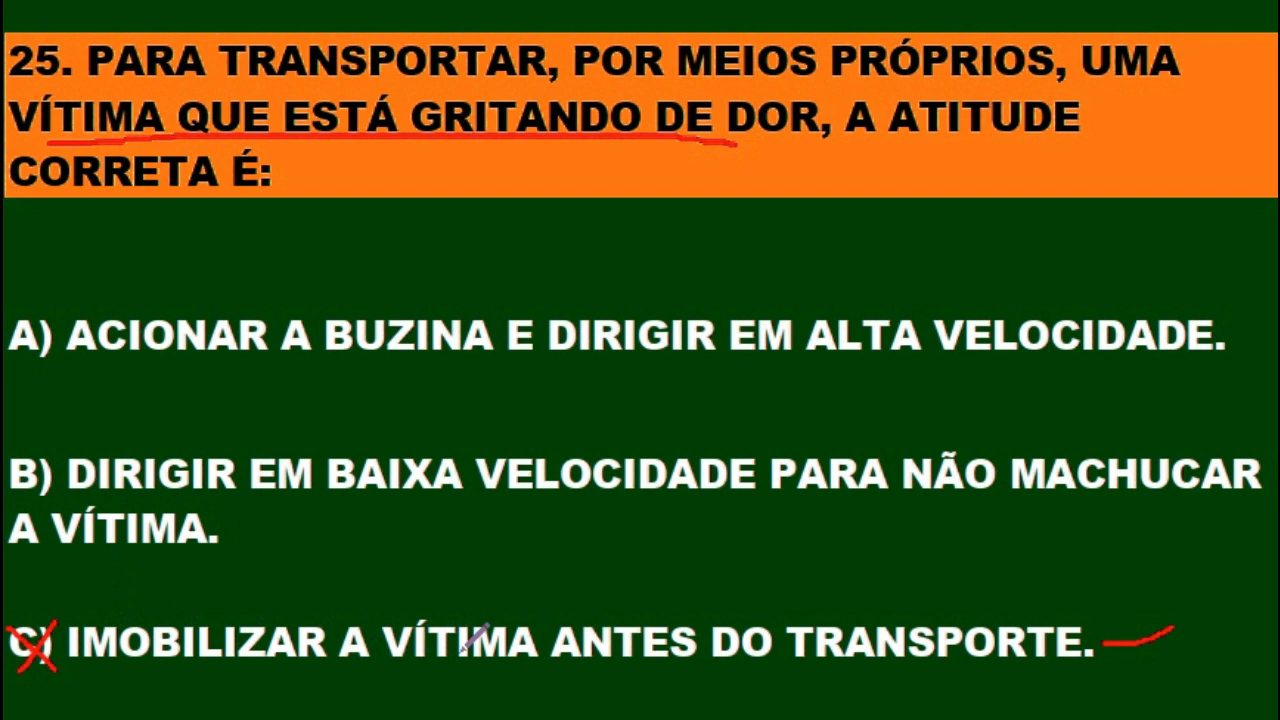 25. PARA TRANSPORTAR, POR MEIOS PRÓPRIOS, UMA
VÍTIMA QUE ESTÁ GRITANDO DE DOR, A ATITUDE
CORRETA É:
A) ACIONAR A BUZINA E DIRIGIR EM ALTA VELOCIDADE.
B) DIRIGIR EM BAIXA VELOCIDADE PARA NÃO MACHUCAR
A VÍTIMA.
C) IMOBILIZAR A VÍTIMA ANTES DO TRANSPORTE.